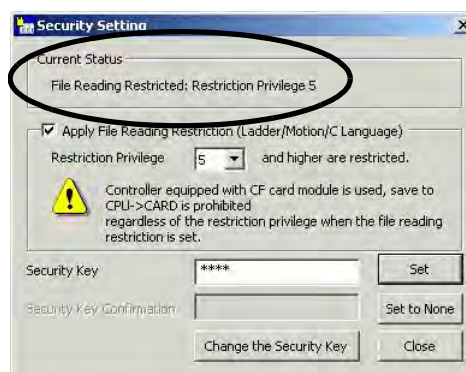 Security Setting
Current Status
File Reading Restricted: Restriction Privilege 5
Apply File Reading Restriction (Ladder/Motion/C Language)
Restriction Privilege 5 and higher are restricted.
Controller equipped with CF card module is used, save to
CPU->CARD is prohibited
regardless of the restriction privilege when the file reading
restriction is set.
Security Key **** Set
Security Key Confirmation Set to None
Change the Security Key Close